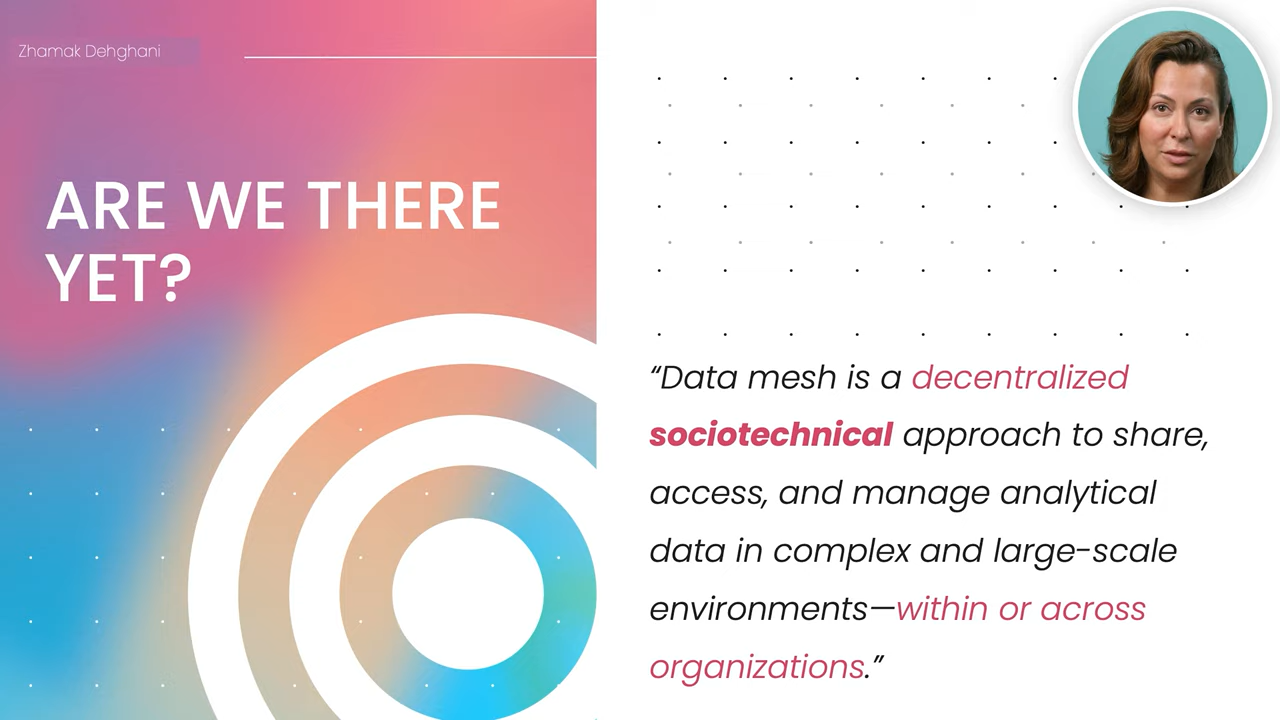 Zhamak Dehghani
ARE WE THERE
YET?
“Data mesh is a decentralized
sociotechnical approach to share,
access, and manage analytical
data in complex and large-scale
environments—within or across
organizations.”